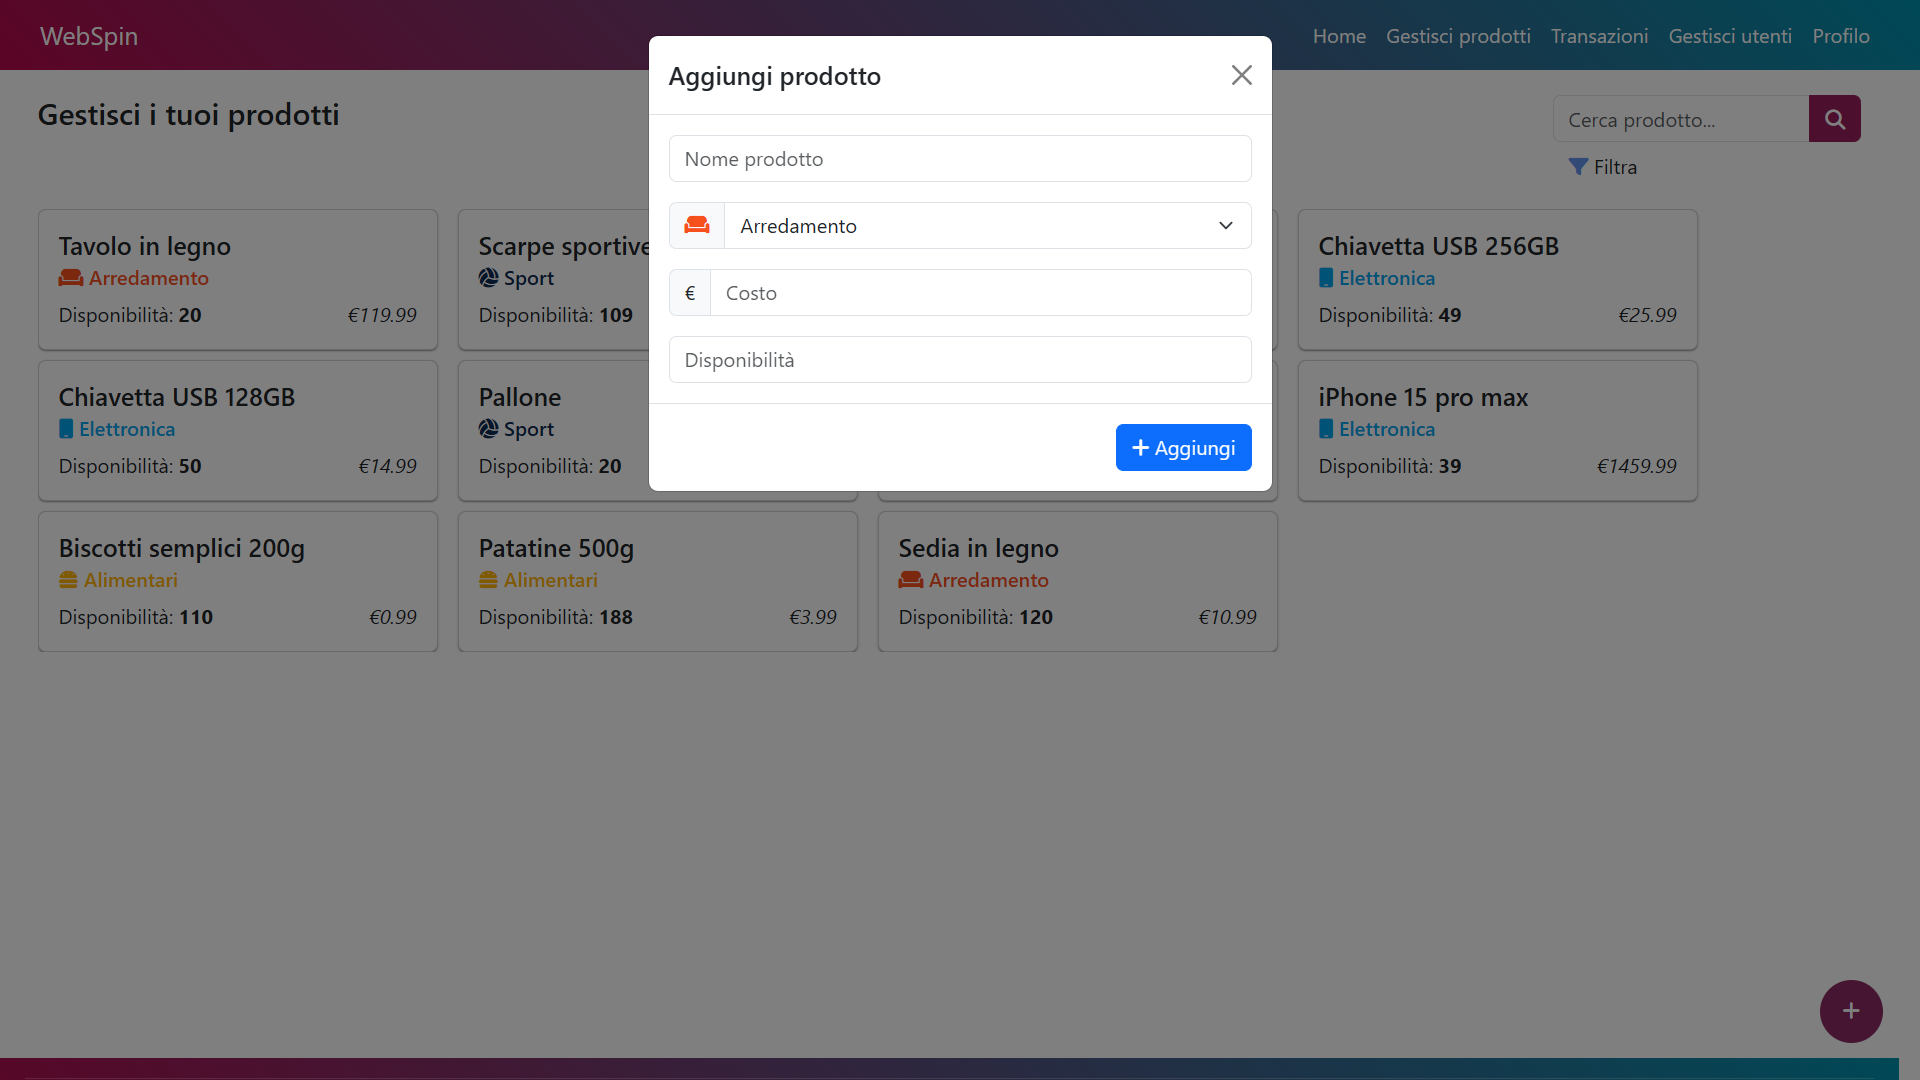 WebSpin
Home Gestisci prodotti Transazioni Gestisci utenti Profilo
Gestisci i tuoi prodotti
Cerca prodotto...
Filtra
Aggiungi prodotto
Nome prodotto
Arredamento
€ Costo
Disponibilità
Aggiungi
Tavolo in legno
Arredamento
Disponibilità: 20 €119.99
Scarpe sportive
Sport
Disponibilità: 109
Chiavetta USB 256GB
Elettronica
Disponibilità: 49 €25.99
Chiavetta USB 128GB
Elettronica
Disponibilità: 50 €14.99
Pallone
Sport
Disponibilità: 20
iPhone 15 pro max
Elettronica
Disponibilità: 39 €1459.99
Biscotti semplici 200g
Alimentari
Disponibilità: 110 €0.99
Patatine 500g
Alimentari
Disponibilità: 188 €3.99
Sedia in legno
Arredamento
Disponibilità: 120 €10.99